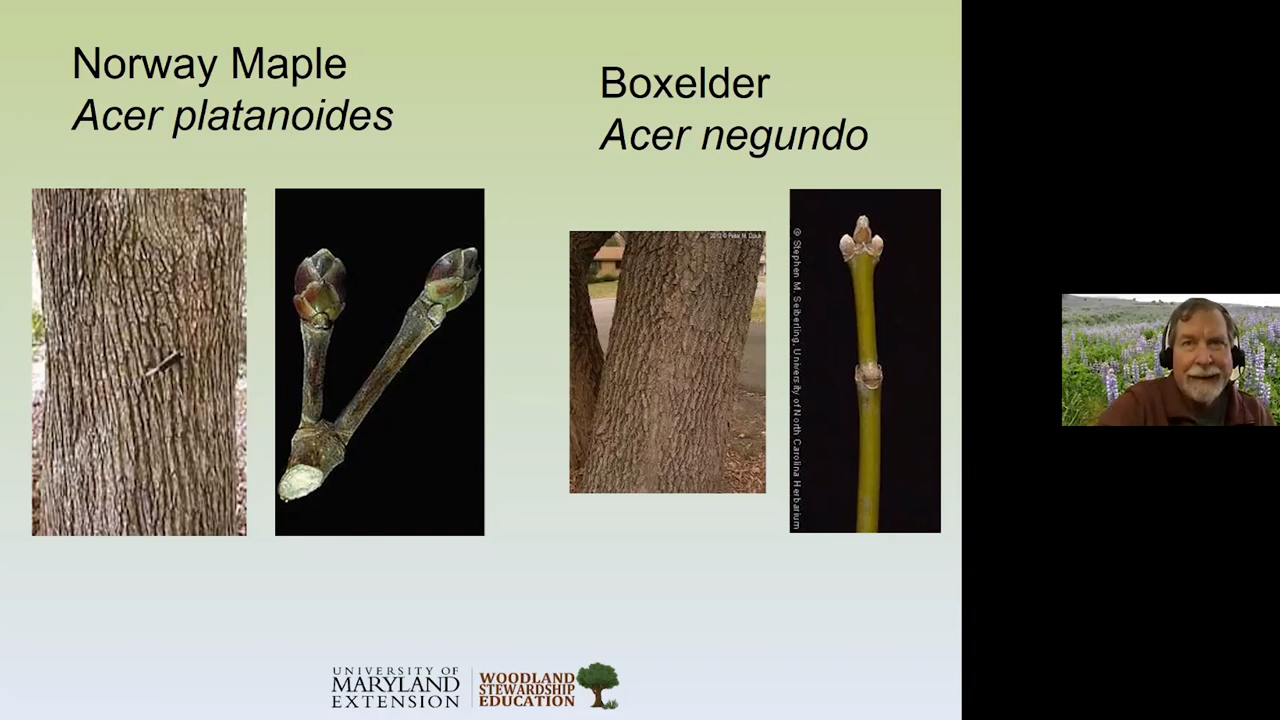 Norway Maple
Acer platanoides
Boxelder
Acer negundo
© Stephen M. Seiberling, University of North Carolina Herbarium
UNIVERSITY OF
MARYLAND
EXTENSION
WOODLAND
STEWARDSHIP
EDUCATION